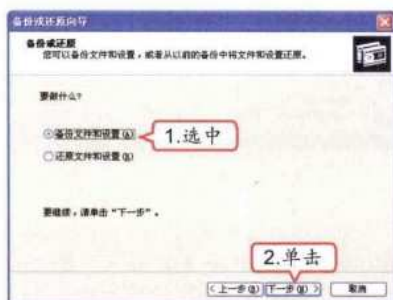 备份或还原向导
备份或还原
您可以备份文件和设置，或者从以前的备份中将文件和设置还原。
要做什么?
备份文件和设置(A)
1.选中
还原文件和设置(R)
要继续，请单击“下一步”。
2.单击
<上一步(B) 下一步(N)> 取消